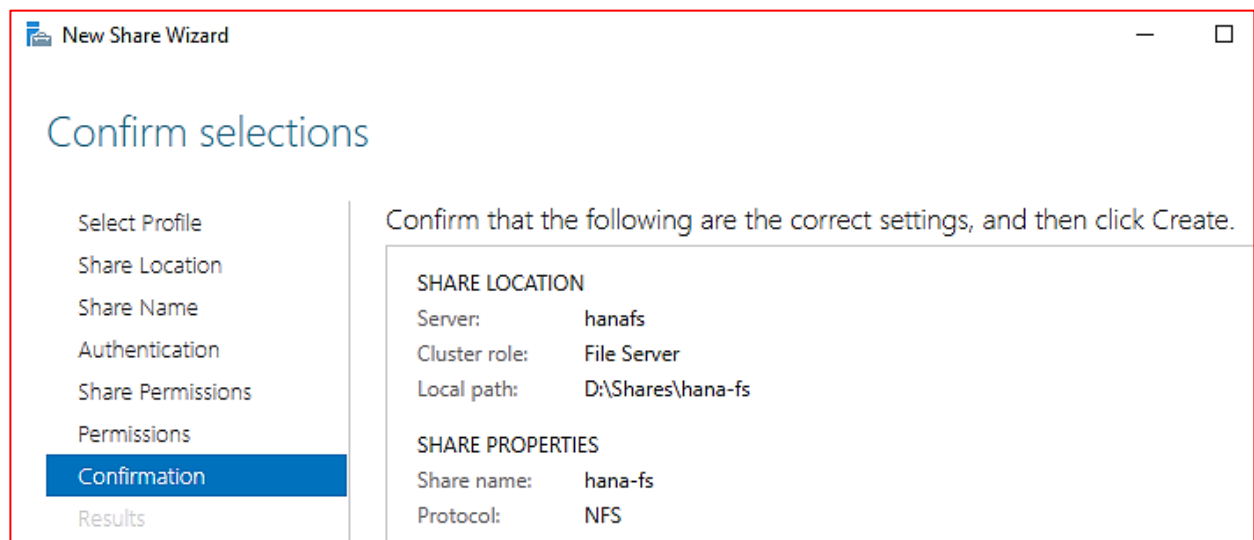 New Share Wizard
Confirm selections
Select Profile
Share Location
Share Name
Authentication
Share Permissions
Permissions
Confirmation
Results
Confirm that the following are the correct settings, and then click Create.
SHARE LOCATION
Server: hanafs
Cluster role: File Server
Local path: D:\Shares\hana-fs
SHARE PROPERTIES
Share name: hana-fs
Protocol: NFS